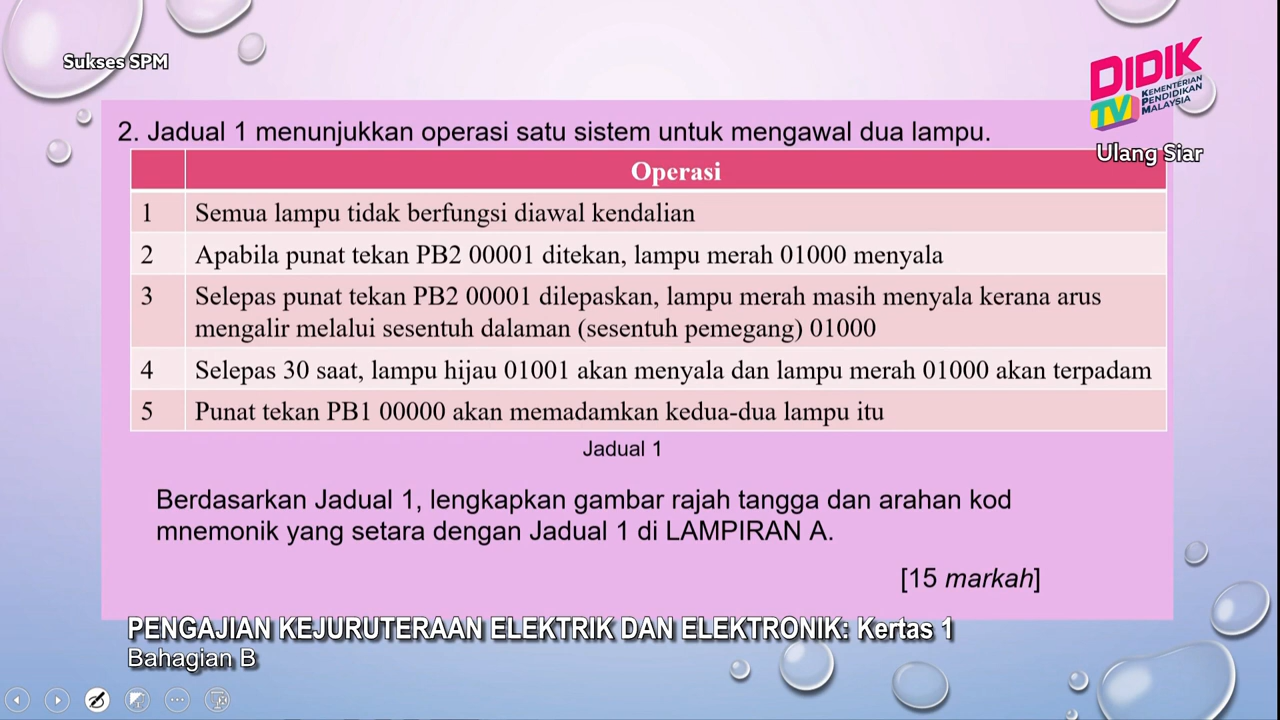 Sukses SPM
DIDIK
TV
KEMENTERIAN
PENDIDIKAN
MALAYSIA
Ulang Siar
2. Jadual 1 menunjukkan operasi satu sistem untuk mengawal dua lampu.
Operasi
1 Semua lampu tidak berfungsi diawal kendalian
2 Apabila punat tekan PB2 00001 ditekan, lampu merah 01000 menyala
3 Selepas punat tekan PB2 00001 dilepaskan, lampu merah masih menyala kerana arus
mengalir melalui sesentuh dalaman (sesentuh pemegang) 01000
4 Selepas 30 saat, lampu hijau 01001 akan menyala dan lampu merah 01000 akan terpadam
5 Punat tekan PB1 00000 akan memadamkan kedua-dua lampu itu
Jadual 1
Berdasarkan Jadual 1, lengkapkan gambar rajah tangga dan arahan kod
mnemonik yang setara dengan Jadual 1 di LAMPIRAN A.
[15 markah]
PENGAJIAN KEJURUTERAAN ELEKTRIK DAN ELEKTRONIK: Kertas 1
Bahagian B